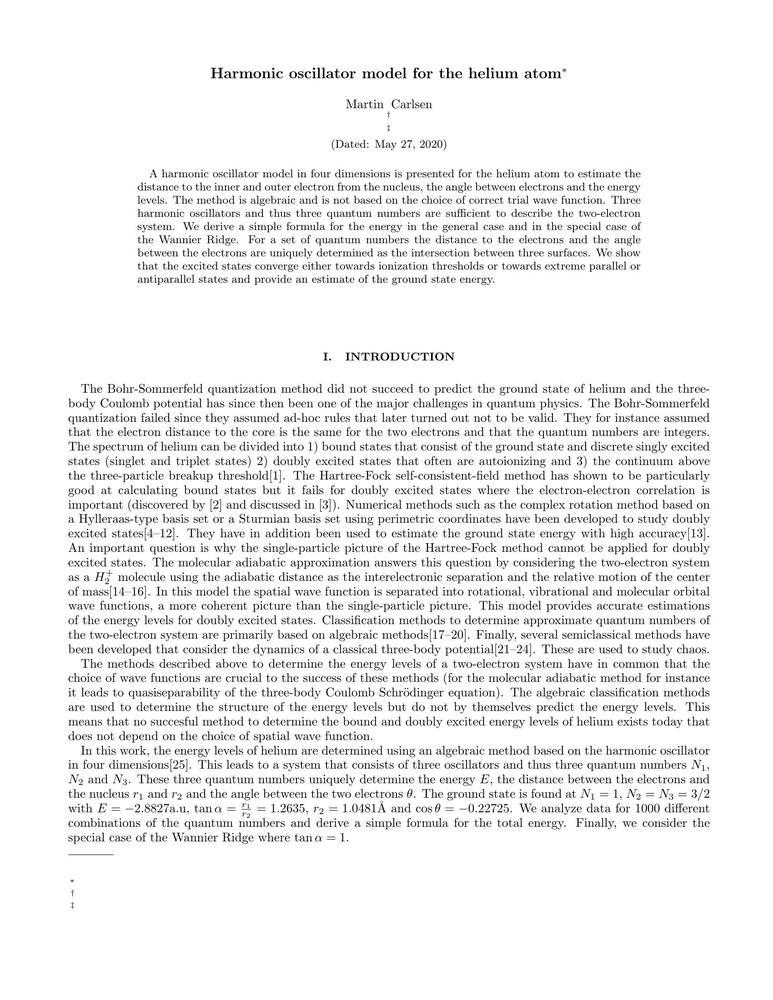 Harmonic oscillator model for the helium atom*
Martin Carlsen
†
‡
(Dated: May 27, 2020)
A harmonic oscillator model in four dimensions is presented for the helium atom to estimate the
distance to the inner and outer electron from the nucleus, the angle between electrons and the energy
levels. The method is algebraic and is not based on the choice of correct trial wave function. Three
harmonic oscillators and thus three quantum numbers are sufficient to describe the two-electron
system. We derive a simple formula for the energy in the general case and in the special case of
the Wannier Ridge. For a set of quantum numbers the distance to the electrons and the angle
between the electrons are uniquely determined as the intersection between three surfaces. We show
that the excited states converge either towards ionization thresholds or towards extreme parallel or
antiparallel states and provide an estimate of the ground state energy.
I. INTRODUCTION
The Bohr-Sommerfeld quantization method did not succeed to predict the ground state of helium and the three-
body Coulomb potential has since then been one of the major challenges in quantum physics. The Bohr-Sommerfeld
quantization failed since they assumed ad-hoc rules that later turned out not to be valid. They for instance assumed
that the electron distance to the core is the same for the two electrons and that the quantum numbers are integers.
The spectrum of helium can be divided into 1) bound states that consist of the ground state and discrete singly excited
states (singlet and triplet states) 2) doubly excited states that often are autoionizing and 3) the continuum above
the three-particle breakup threshold[1]. The Hartree-Fock self-consistent-field method has shown to be particularly
good at calculating bound states but it fails for doubly excited states where the electron-electron correlation is
important (discovered by [2] and discussed in [3]). Numerical methods such as the complex rotation method based on
a Hylleraas-type basis set or a Sturmian basis set using perimetric coordinates have been developed to study doubly
excited states[4–12]. They have in addition been used to estimate the ground state energy with high accuracy[13].
An important question is why the single-particle picture of the Hartree-Fock method cannot be applied for doubly
excited states. The molecular adiabatic approximation answers this question by considering the two-electron system
as a H₂⁺ molecule using the adiabatic distance as the interelectronic separation and the relative motion of the center
of mass[14–16]. In this model the spatial wave function is separated into rotational, vibrational and molecular orbital
wave functions, a more coherent picture than the single-particle picture. This model provides accurate estimations
of the energy levels for doubly excited states. Classification methods to determine approximate quantum numbers of
the two-electron system are primarily based on algebraic methods[17–20]. Finally, several semiclassical methods have
been developed that consider the dynamics of a classical three-body potential[21–24]. These are used to study chaos.
The methods described above to determine the energy levels of a two-electron system have in common that the
choice of wave functions are crucial to the success of these methods (for the molecular adiabatic method for instance
it leads to quasiseparability of the three-body Coulomb Schrödinger equation). The algebraic classification methods
are used to determine the structure of the energy levels but do not by themselves predict the energy levels. This
means that no succesful method to determine the bound and doubly excited energy levels of helium exists today that
does not depend on the choice of spatial wave function.
In this work, the energy levels of helium are determined using an algebraic method based on the harmonic oscillator
in four dimensions[25]. This leads to a system that consists of three oscillators and thus three quantum numbers N₁,
N₂ and N₃. These three quantum numbers uniquely determine the energy E, the distance between the electrons and
the nucleus r₁ and r₂ and the angle between the two electrons θ. The ground state is found at N₁ = 1, N₂ = N₃ = 3/2
with E = −2.8827a.u, tan α = r₁/r₂ = 1.2635, r₂ = 1.0481Å and cos θ = −0.22725. We analyze data for 1000 different
combinations of the quantum numbers and derive a simple formula for the total energy. Finally, we consider the
special case of the Wannier Ridge where tan α = 1.
*
†
‡